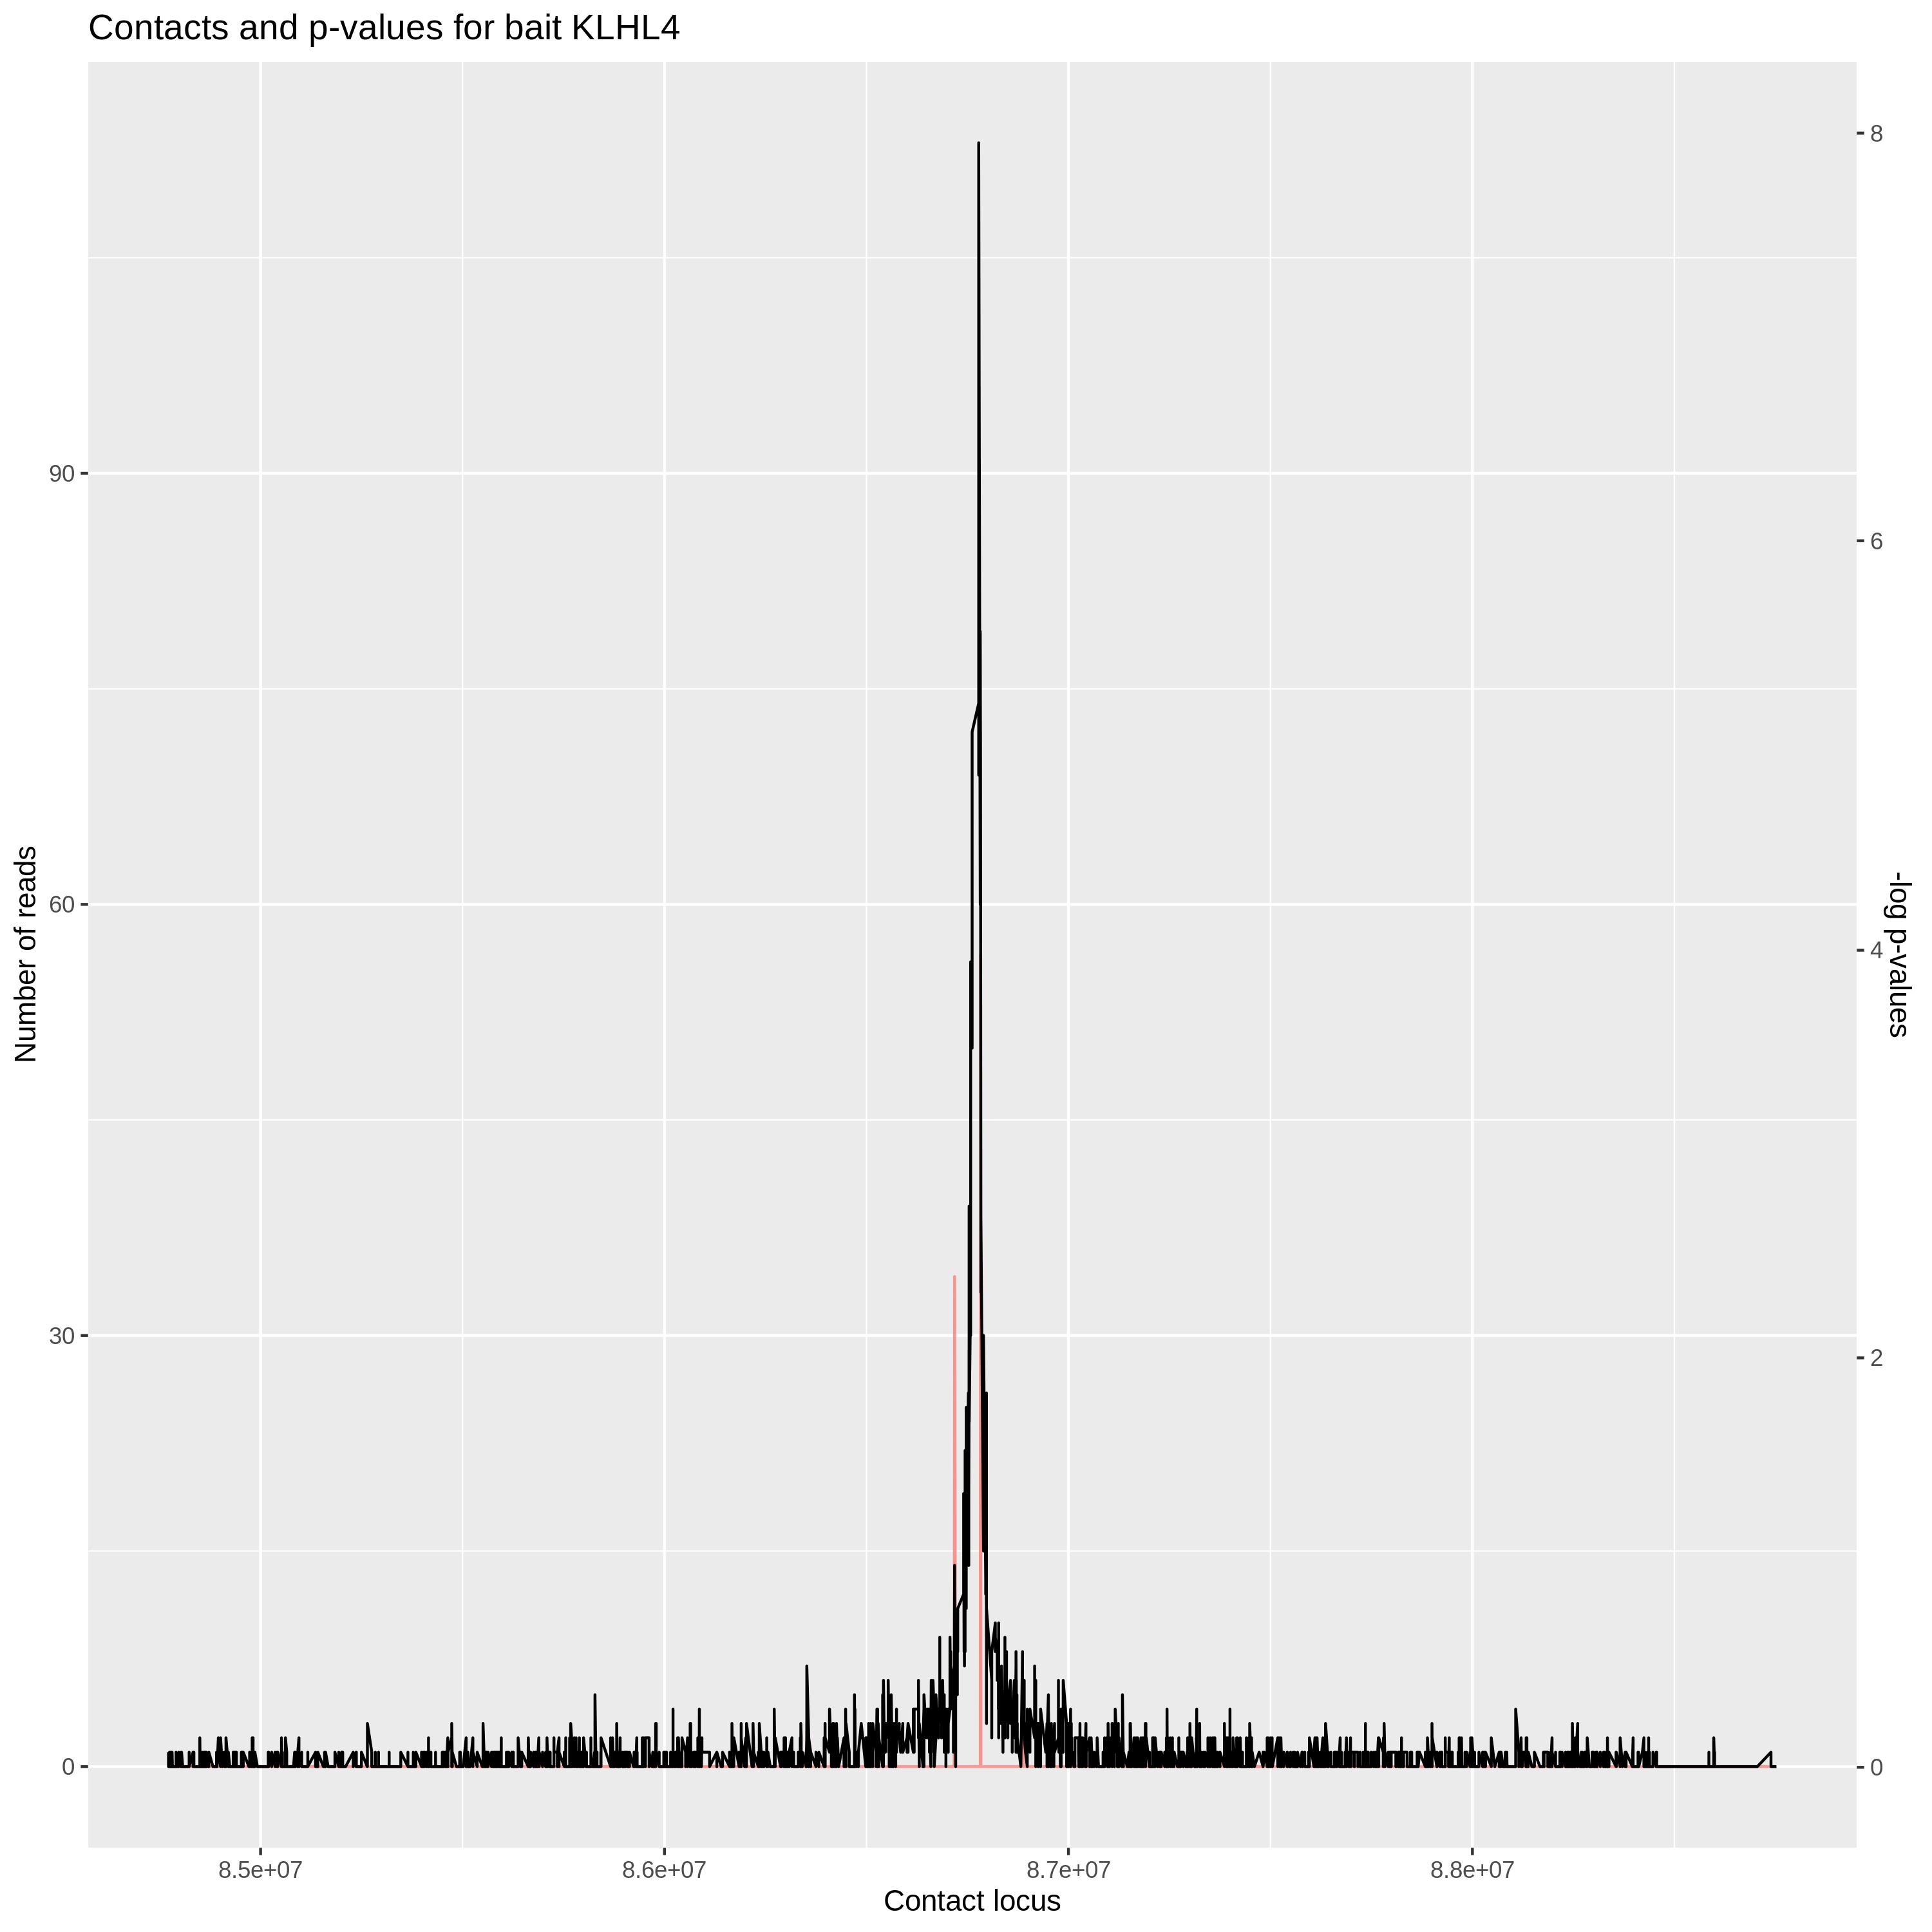 Contacts and p-values for bait KLHL4
8
90
6
60
4
30
2
0
0
Number of reads
-log p-values
8.5e+07
8.6e+07
8.7e+07
8.8e+07
Contact locus